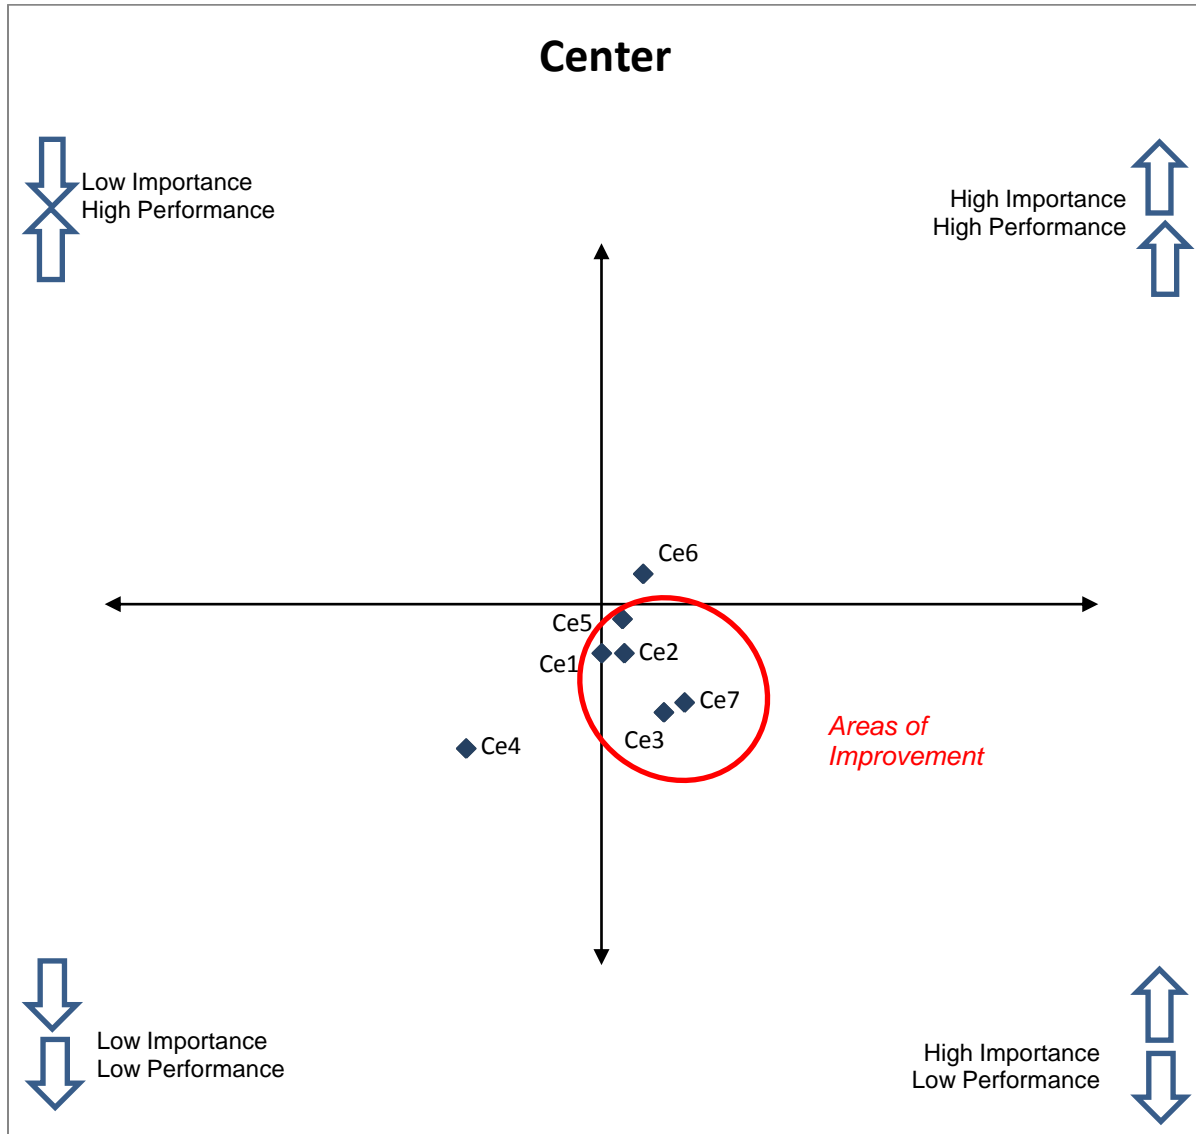 Center
Low Importance
High Performance
High Importance
High Performance
Ce6
Ce5
Ce1
Ce2
Ce7
Ce3
Ce4
Areas of
Improvement
Low Importance
Low Performance
High Importance
Low Performance